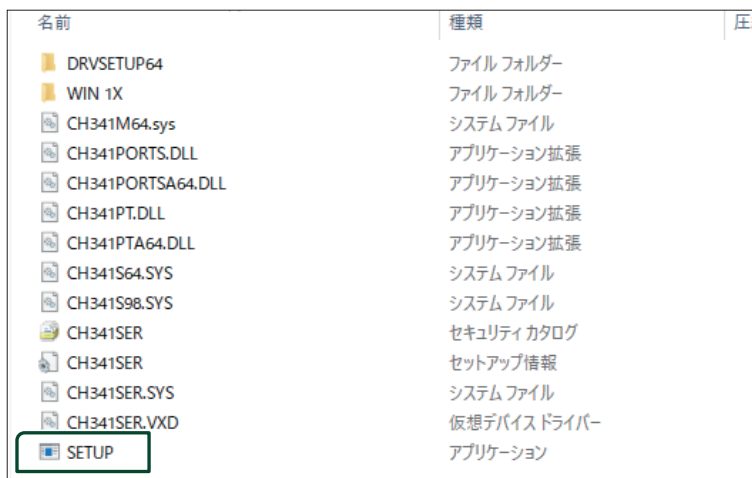 名前 種類 圧
DRVSETUP64 ファイル フォルダー
WIN 1X ファイル フォルダー
CH341M64.sys システム ファイル
CH341PORTS.DLL アプリケーション拡張
CH341PORTSA64.DLL アプリケーション拡張
CH341PT.DLL アプリケーション拡張
CH341PTA64.DLL アプリケーション拡張
CH341S64.SYS システム ファイル
CH341S98.SYS システム ファイル
CH341SER セキュリティ カタログ
CH341SER セットアップ情報
CH341SER.SYS システム ファイル
CH341SER.VXD 仮想デバイス ドライバー
SETUP アプリケーション